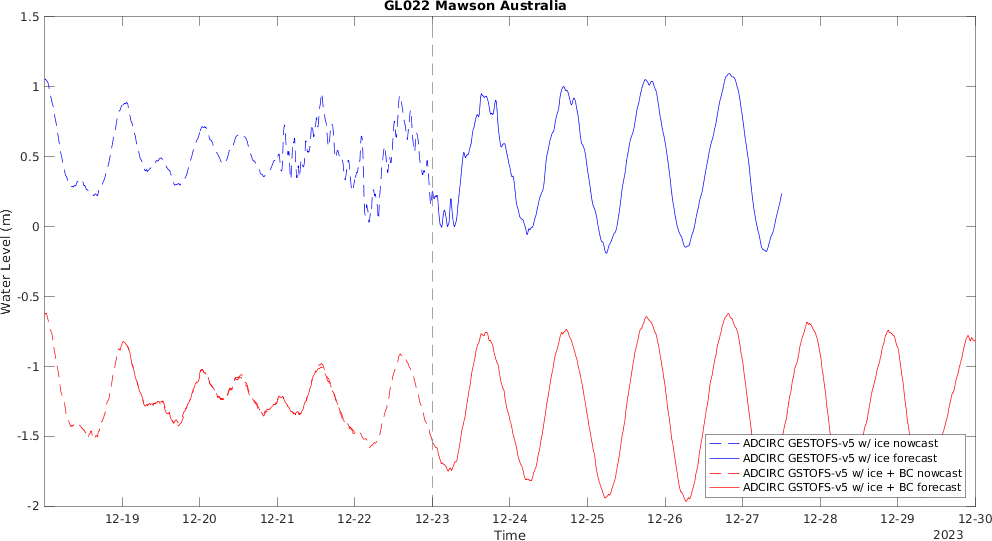 GL022 Mawson Australia
1.5
1
0.5
0
-0.5
-1
-1.5
-2
Water Level (m)
ADCIRC GESTOFS-v5 w/ ice nowcast
ADCIRC GESTOFS-v5 w/ ice forecast
ADCIRC GSTOFS-v5 w/ ice + BC nowcast
ADCIRC GSTOFS-v5 w/ ice + BC forecast
12-19 12-20 12-21 12-22 12-23 12-24 12-25 12-26 12-27 12-28 12-29 12-30
Time
2023